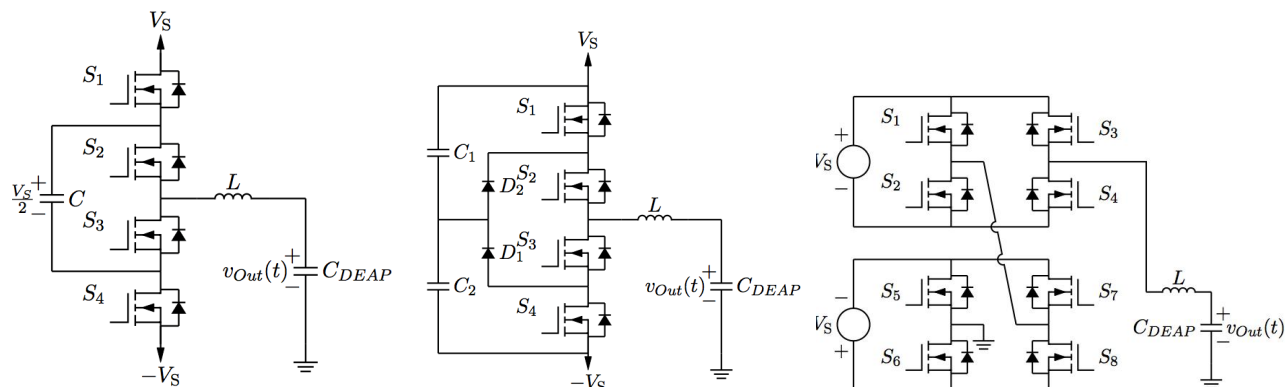 V_S
S_1
S_2
V_S/2 + − C
L
S_3
v_Out(t) + − C_DEAP
S_4
−V_S
V_S
S_1
C_1
S_2
D_2
L
S_3
D_1
C_2
v_Out(t) + − C_DEAP
S_4
−V_S
S_1
S_3
+
V_S
−
S_2
S_4
S_5
S_7
L
−
V_S
+
C_DEAP + − v_Out(t)
S_6
S_8